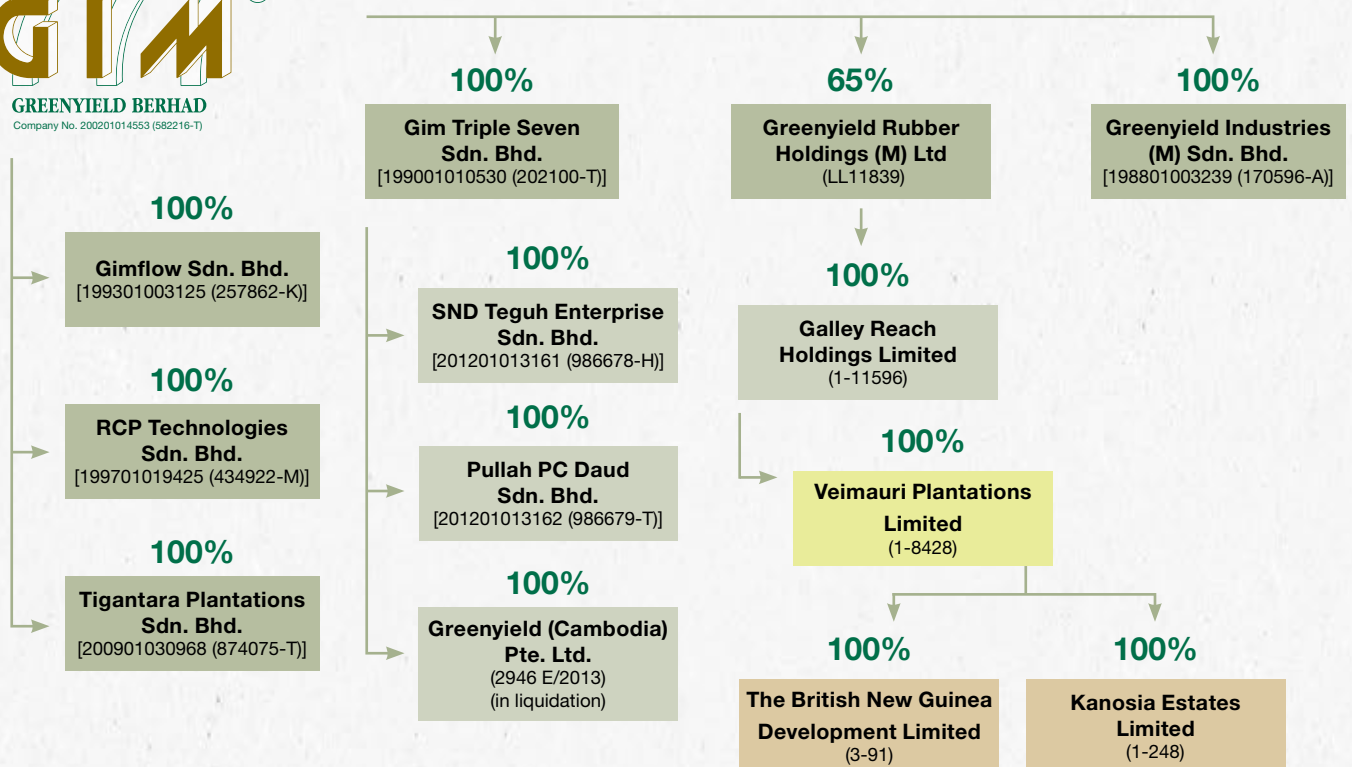 GIM
GREENYIELD BERHAD
Company No. 200201014553 (582216-T)
100%
Gim Triple Seven
Sdn. Bhd.
[199001010530 (202100-T)]
65%
Greenyield Rubber
Holdings (M) Ltd
(LL11839)
100%
Greenyield Industries
(M) Sdn. Bhd.
[198801003239 (170596-A)]
100%
Gimflow Sdn. Bhd.
[199301003125 (257862-K)]
100%
RCP Technologies
Sdn. Bhd.
[199701019425 (434922-M)]
100%
Tigantara Plantations
Sdn. Bhd.
[200901030968 (874075-T)]
100%
SND Teguh Enterprise
Sdn. Bhd.
[201201013161 (986678-H)]
100%
Pullah PC Daud
Sdn. Bhd.
[201201013162 (986679-T)]
100%
Greenyield (Cambodia)
Pte. Ltd.
(2946 E/2013)
(in liquidation)
100%
Galley Reach
Holdings Limited
(1-11596)
100%
Veimauri Plantations
Limited
(1-8428)
100%
The British New Guinea
Development Limited
(3-91)
100%
Kanosia Estates
Limited
(1-248)